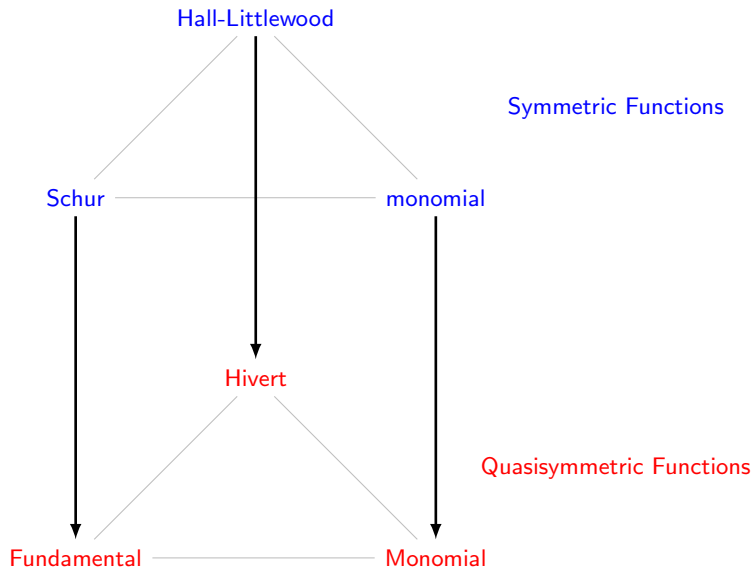 Hall-Littlewood
Symmetric Functions
Schur
monomial
Hivert
Quasisymmetric Functions
Fundamental
Monomial